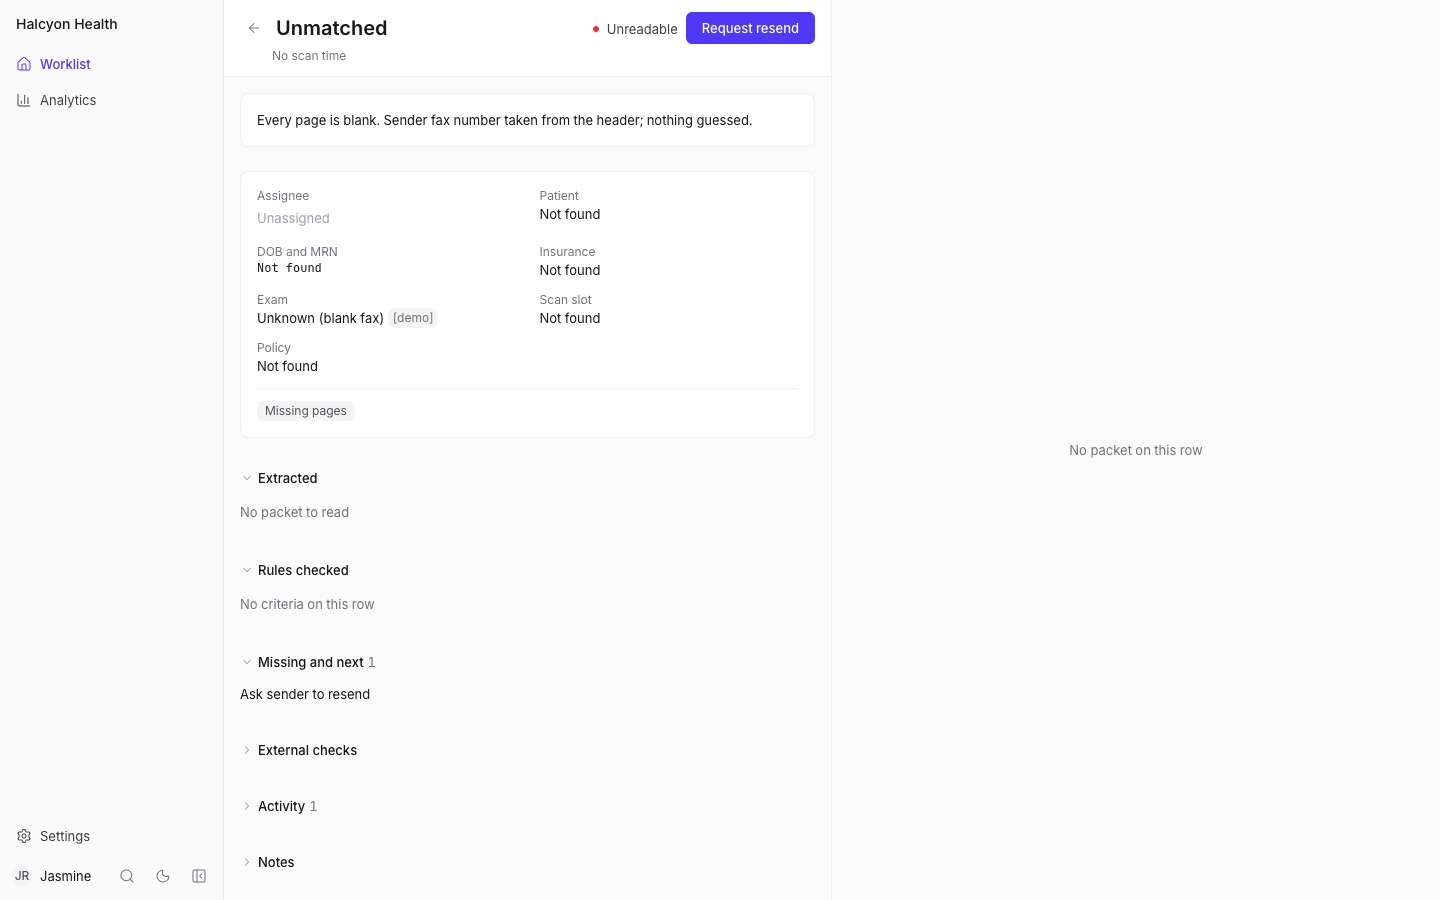 Halcyon Health
Worklist
Analytics
Settings
JR Jasmine
Unmatched
No scan time
Unreadable
Request resend
Every page is blank. Sender fax number taken from the header; nothing guessed.
Assignee
Unassigned
Patient
Not found
DOB and MRN
Not found
Insurance
Not found
Exam
Unknown (blank fax) [demo]
Scan slot
Not found
Policy
Not found
Missing pages
Extracted
No packet to read
Rules checked
No criteria on this row
Missing and next 1
Ask sender to resend
External checks
Activity 1
Notes
No packet on this row